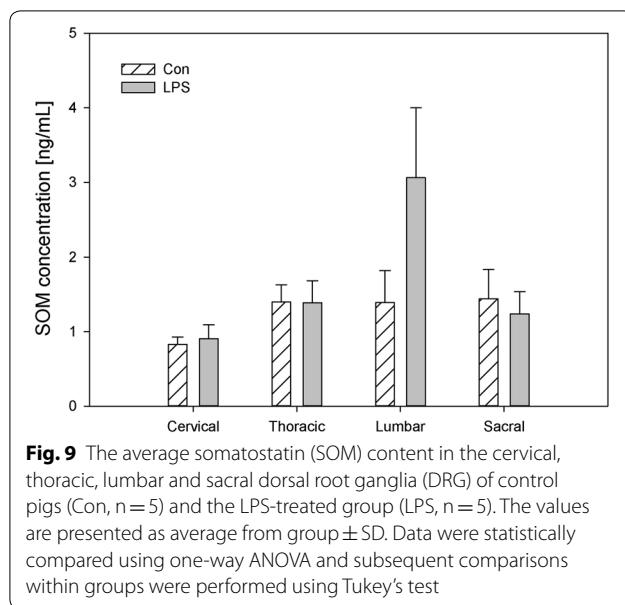 5
Con
LPS
4
3
2
1
0
SOM concentration [ng/mL]
Cervical Thoracic Lumbar Sacral
Fig. 9 The average somatostatin (SOM) content in the cervical,
thoracic, lumbar and sacral dorsal root ganglia (DRG) of control
pigs (Con, n = 5) and the LPS-treated group (LPS, n = 5). The values
are presented as average from group ± SD. Data were statistically
compared using one-way ANOVA and subsequent comparisons
within groups were performed using Tukey's test